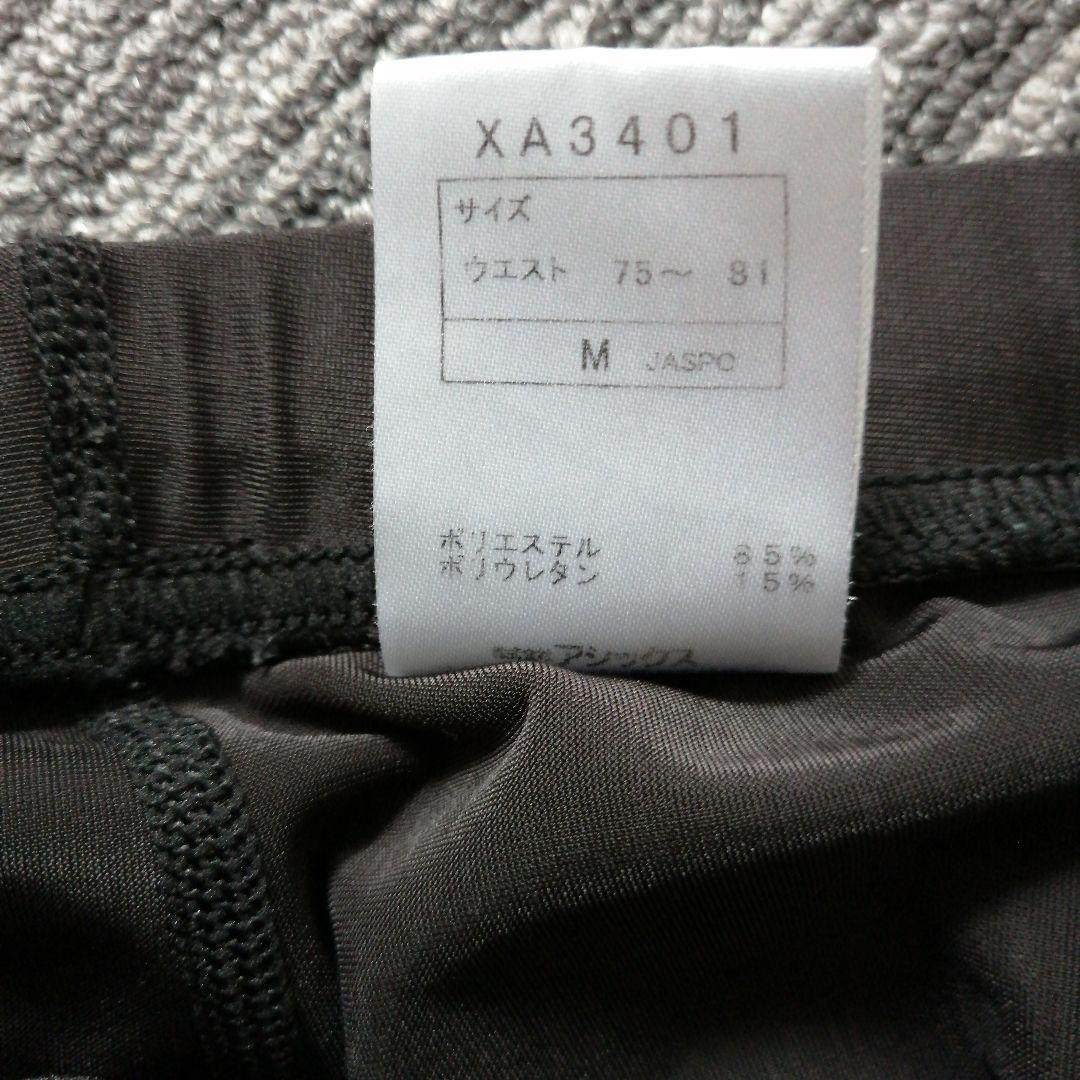 XA3401
サイズ
ウエスト 75～ 81
M JASPO
ポリエステル 85%
ポリウレタン 15%
アシックス